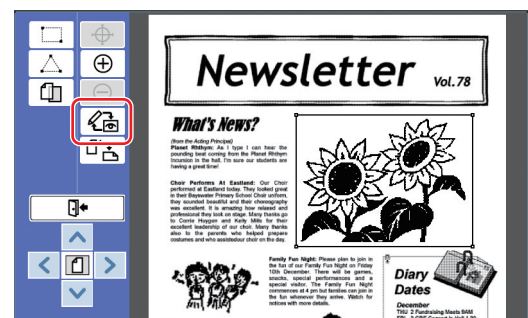 Newsletter Vol.78
What's News?
(from the Acting Principal)
Planet Rhthym: As I type I can hear the
pounding beat coming from the Planet Rhthym
Incursion in the hall. I'm sure our students are
having a great time!
Choir Performs At Eastland: Our Choir
performed at Eastland today. They looked great
in their Bayswater Primary School Choir uniform,
they sounded beautiful and their choreography
was excellent. It is amazing how relaxed and
professional they look on stage. Many thanks go
to Corrie Huygen and Kelly Mills for their
excellent leadership of our choir. Many thanks
also to the parents who helped prepare
costumes and who assistedour choir on the day.
Family Fun Night: Please plan to join in
the fun of our Family Fun Night on Friday
10th December. There will be games,
snacks, special performances and a
special visitor. The Family Fun Night
commences at 4 pm but families can join in
the fun whenever they arrive. Watch for
notices with more details.
Diary
Dates
December
THU 2 Fundraising Meets 9AM